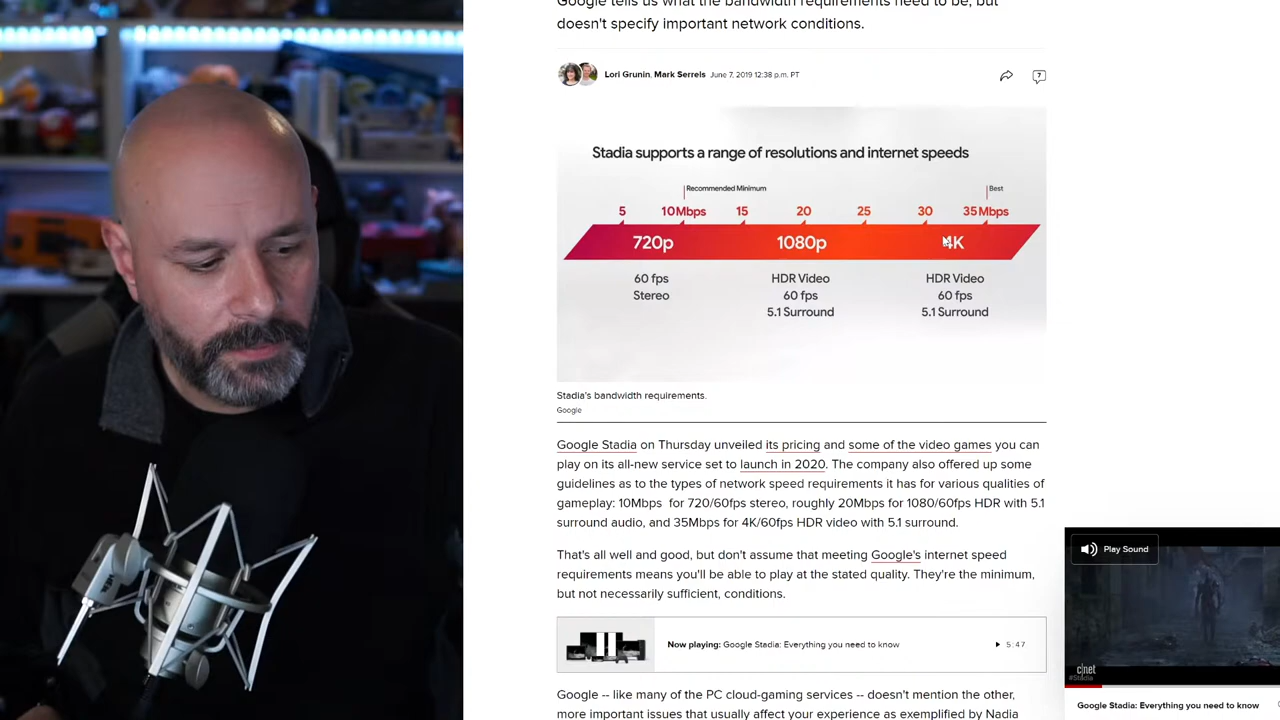 Google tells us what the bandwidth requirements need to be, but
doesn't specify important network conditions.
Lori Grunin, Mark Serrels June 7, 2019 12:38 p.m. PT
7
Stadia supports a range of resolutions and internet speeds
Recommended Minimum
Best
5 10Mbps 15 20 25 30 35Mbps
720p 1080p 4K
60 fps
Stereo
HDR Video
60 fps
5.1 Surround
HDR Video
60 fps
5.1 Surround
Stadia's bandwidth requirements.
Google
Google Stadia on Thursday unveiled its pricing and some of the video games you can
play on its all-new service set to launch in 2020. The company also offered up some
guidelines as to the types of network speed requirements it has for various qualities of
gameplay: 10Mbps for 720/60fps stereo, roughly 20Mbps for 1080/60fps HDR with 5.1
surround audio, and 35Mbps for 4K/60fps HDR video with 5.1 surround.
That's all well and good, but don't assume that meeting Google's internet speed
requirements means you'll be able to play at the stated quality. They're the minimum,
but not necessarily sufficient, conditions.
Now playing: Google Stadia: Everything you need to know 5:47
Google -- like many of the PC cloud-gaming services -- doesn't mention the other,
more important issues that usually affect your experience as exemplified by Nadia
Play Sound
c|net
#Stadia
Google Stadia: Everything you need to know